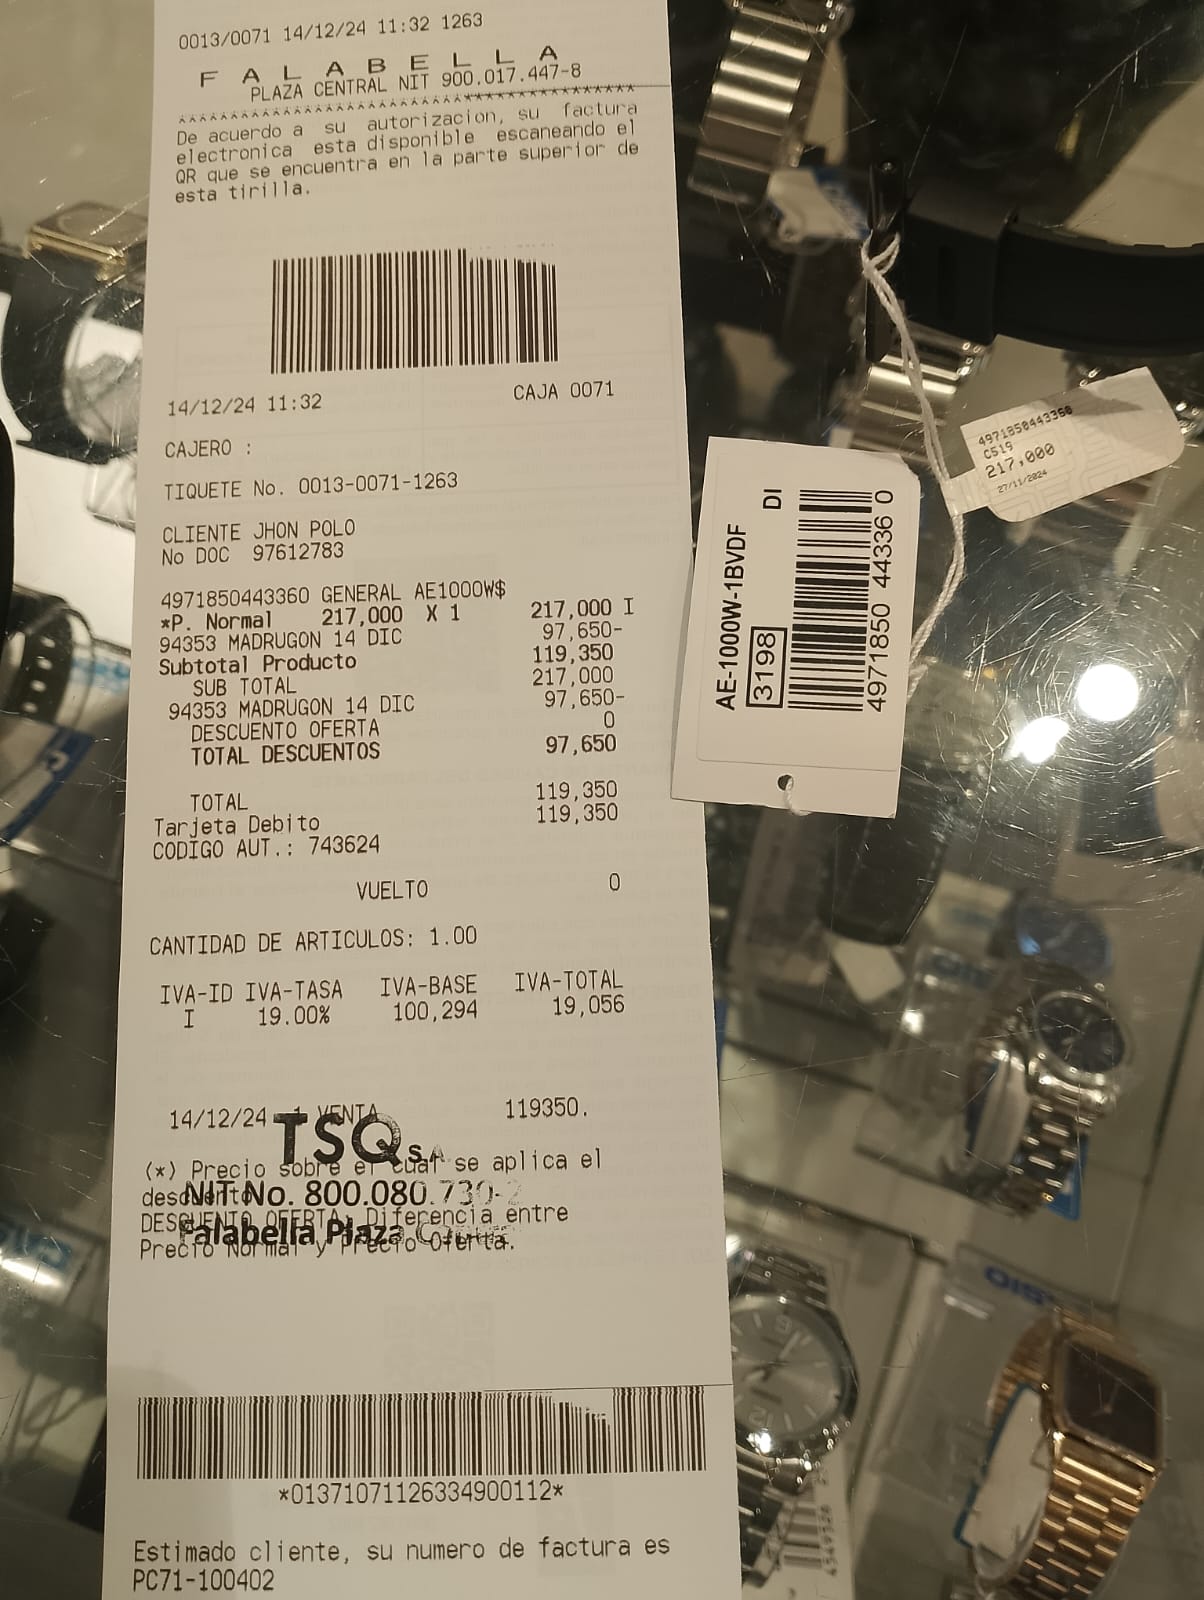 0013/0071 14/12/24 11:32 1263
F A L A B E L L A
PLAZA CENTRAL NIT 900.017.447-8
De acuerdo a su autorizacion, su factura
electronica esta disponible escaneando el
QR que se encuentra en la parte superior de
esta tirilla.
14/12/24 11:32 CAJA 0071
CAJERO :
TIQUETE No. 0013-0071-1263
CLIENTE JHON POLO
No DOC 97612783
4971850443360 GENERAL AE1000W$
*P. Normal 217,000 X 1 217,000 I
94353 MADRUGON 14 DIC 97,650-
Subtotal Producto 119,350
SUB TOTAL 217,000
94353 MADRUGON 14 DIC 97,650-
DESCUENTO OFERTA 0
TOTAL DESCUENTOS 97,650
TOTAL 119,350
Tarjeta Debito 119,350
CODIGO AUT.: 743624
VUELTO 0
CANTIDAD DE ARTICULOS: 1.00
IVA-ID IVA-TASA IVA-BASE IVA-TOTAL
I 19.00% 100,294 19,056
14/12/24 1 VENTA 119350.
TSQ S.A
(*) Precio sobre el cual se aplica el
descuento
NIT No. 800.080.730-2
DESCUENTO OFERTA: Diferencia entre
Falabella Plaza
Precio Normal y Precio Oferta.
*01371071126334900112*
Estimado cliente, su numero de factura es
PC71-100402
AE-1000W-1BVDF
3198 DI
4971850 44336 0
4971850443360
C519
217,000
27/11/2024